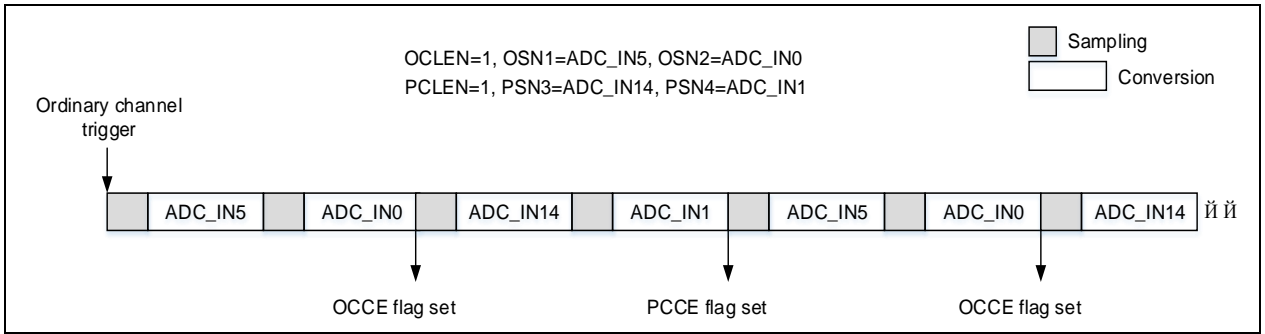 OCLEN=1, OSN1=ADC_IN5, OSN2=ADC_IN0
PCLEN=1, PSN3=ADC_IN14, PSN4=ADC_IN1
Sampling
Conversion
Ordinary channel
trigger
ADC_IN5 ADC_IN0 ADC_IN14 ADC_IN1 ADC_IN5 ADC_IN0 ADC_IN14 Й Й
OCCE flag set PCCE flag set OCCE flag set